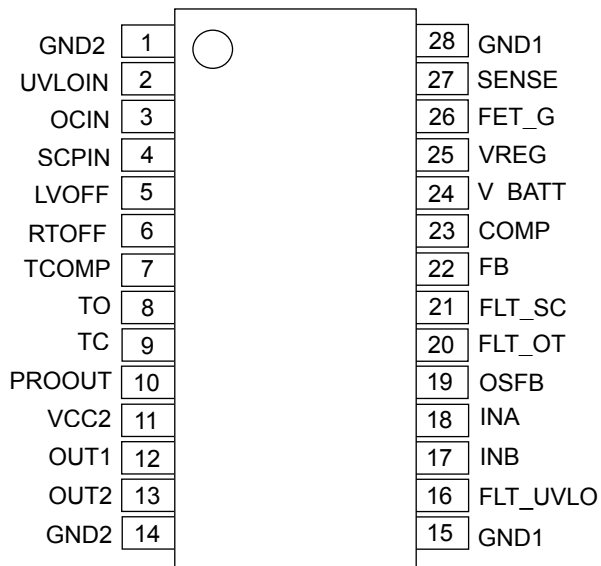 GND2 1 28 GND1
UVLOIN 2 27 SENSE
OCIN 3 26 FET_G
SCPIN 4 25 VREG
LVOFF 5 24 V BATT
RTOFF 6 23 COMP
TCOMP 7 22 FB
TO 8 21 FLT_SC
TC 9 20 FLT_OT
PROOUT 10 19 OSFB
VCC2 11 18 INA
OUT1 12 17 INB
OUT2 13 16 FLT_UVLO
GND2 14 15 GND1